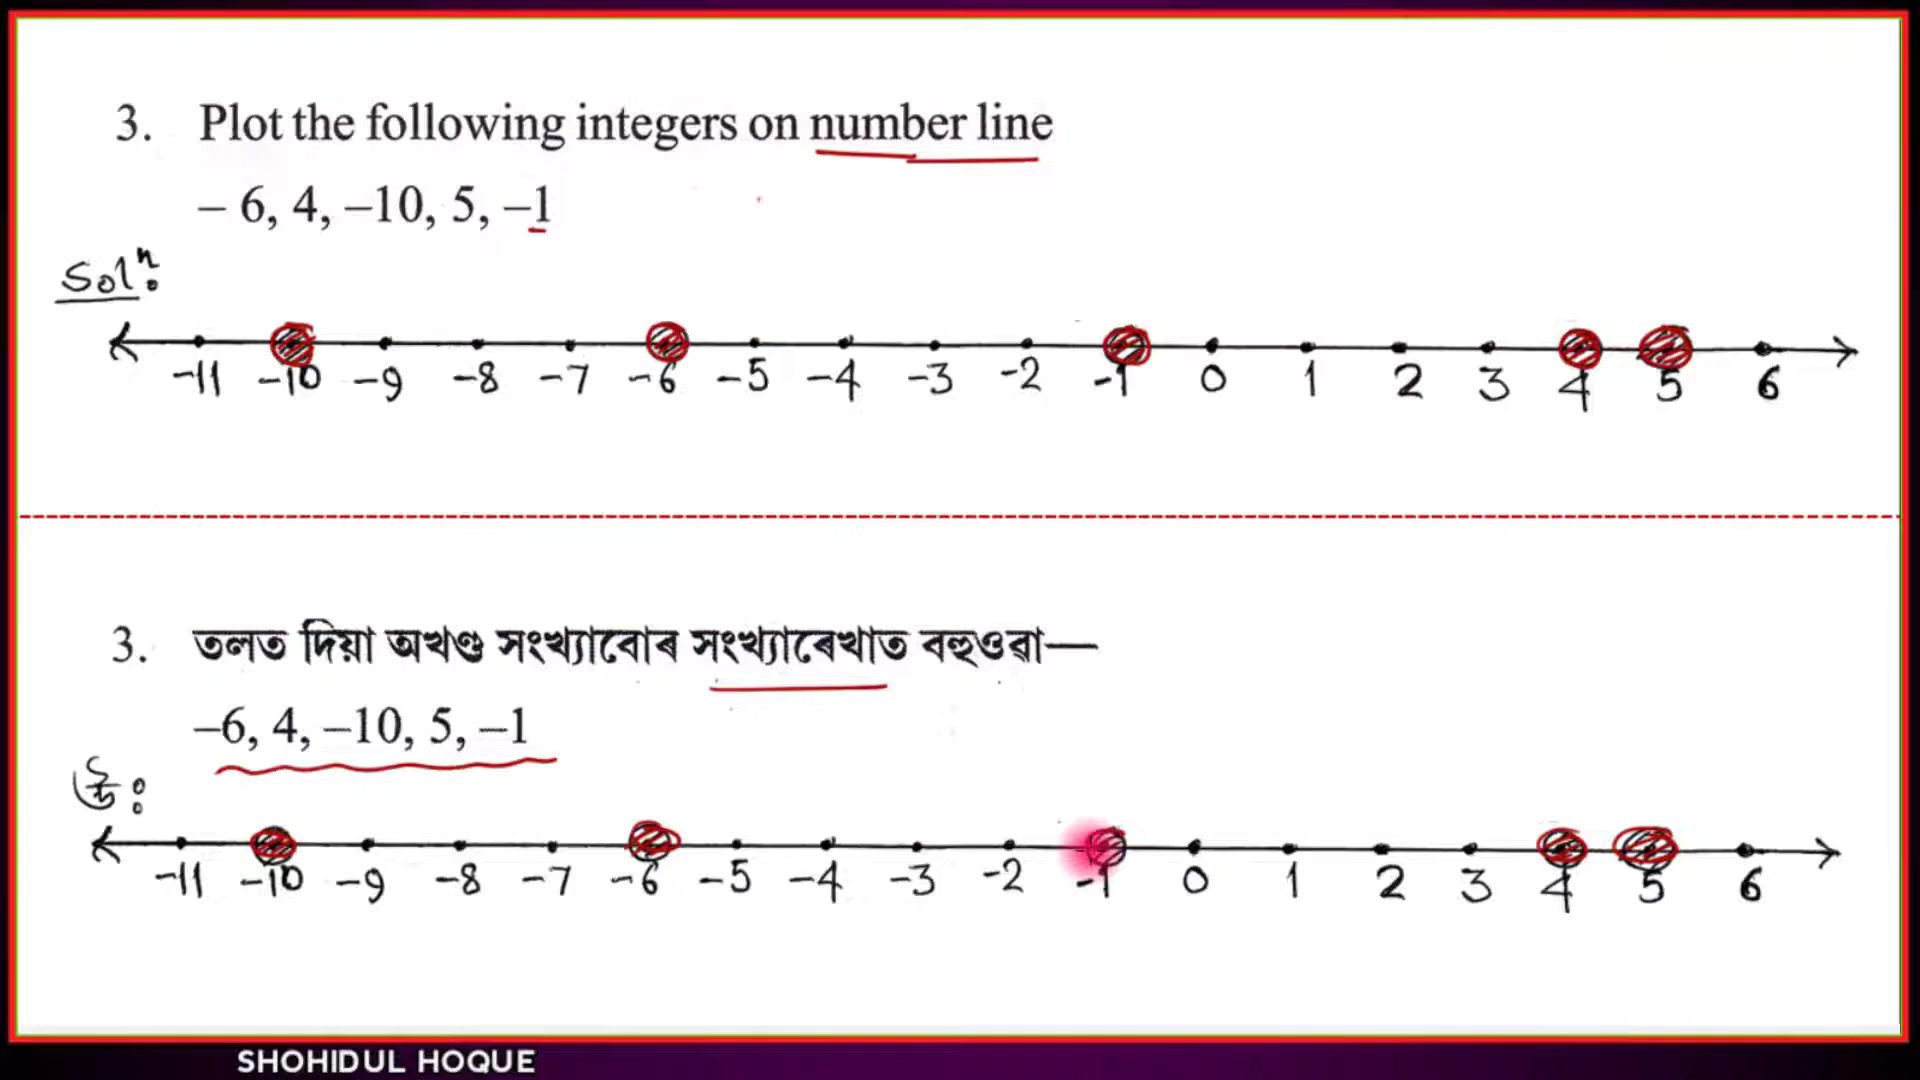 3. Plot the following integers on number line
– 6, 4, –10, 5, –1
Solⁿ:
-11 -10 -9 -8 -7 -6 -5 -4 -3 -2 -1 0 1 2 3 4 5 6
3. তলত দিয়া অখণ্ড সংখ্যাবোৰ সংখ্যাৰেখাত বহুওৱা—
–6, 4, –10, 5, –1
উঃ
-11 -10 -9 -8 -7 -6 -5 -4 -3 -2 -1 0 1 2 3 4 5 6
SHOHIDUL HOQUE